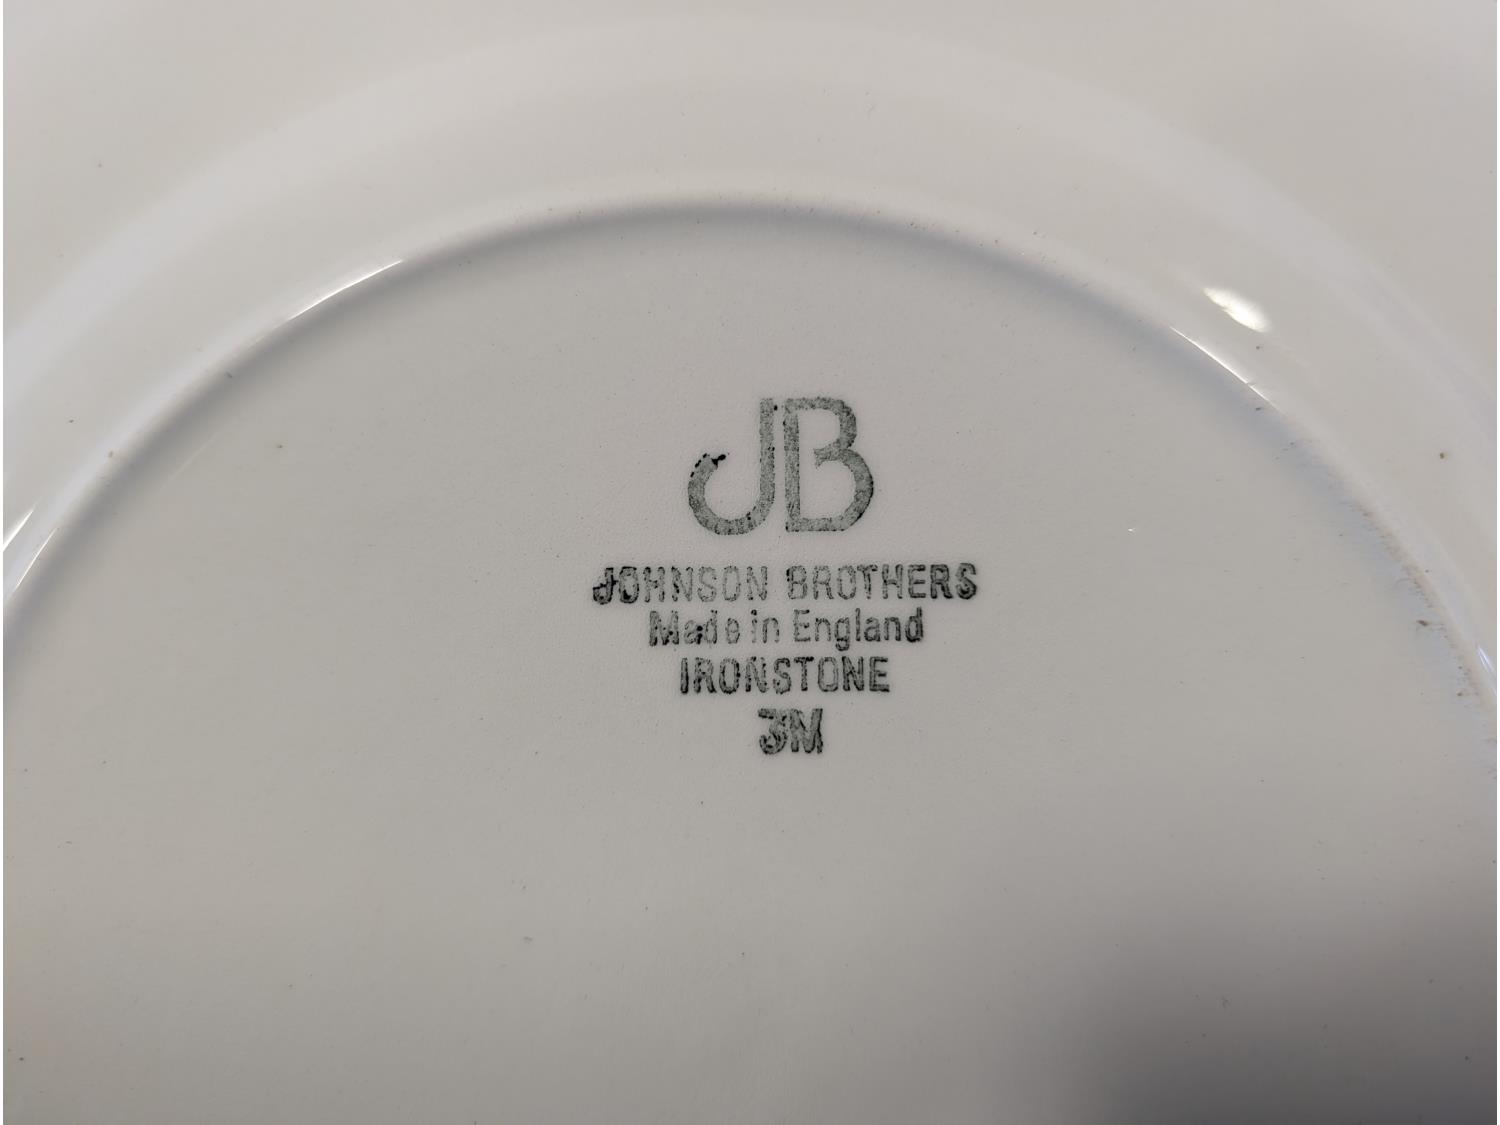 JB
JOHNSON BROTHERS
Made in England
IRONSTONE
3M